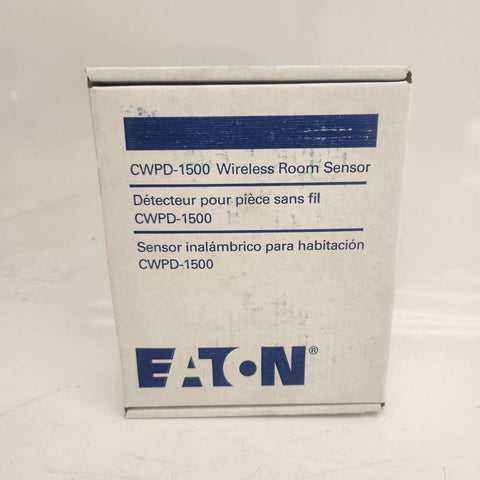 CWPD-1500 Wireless Room Sensor
Détecteur pour pièce sans fil
CWPD-1500
Sensor inalámbrico para habitación
CWPD-1500
EATON®